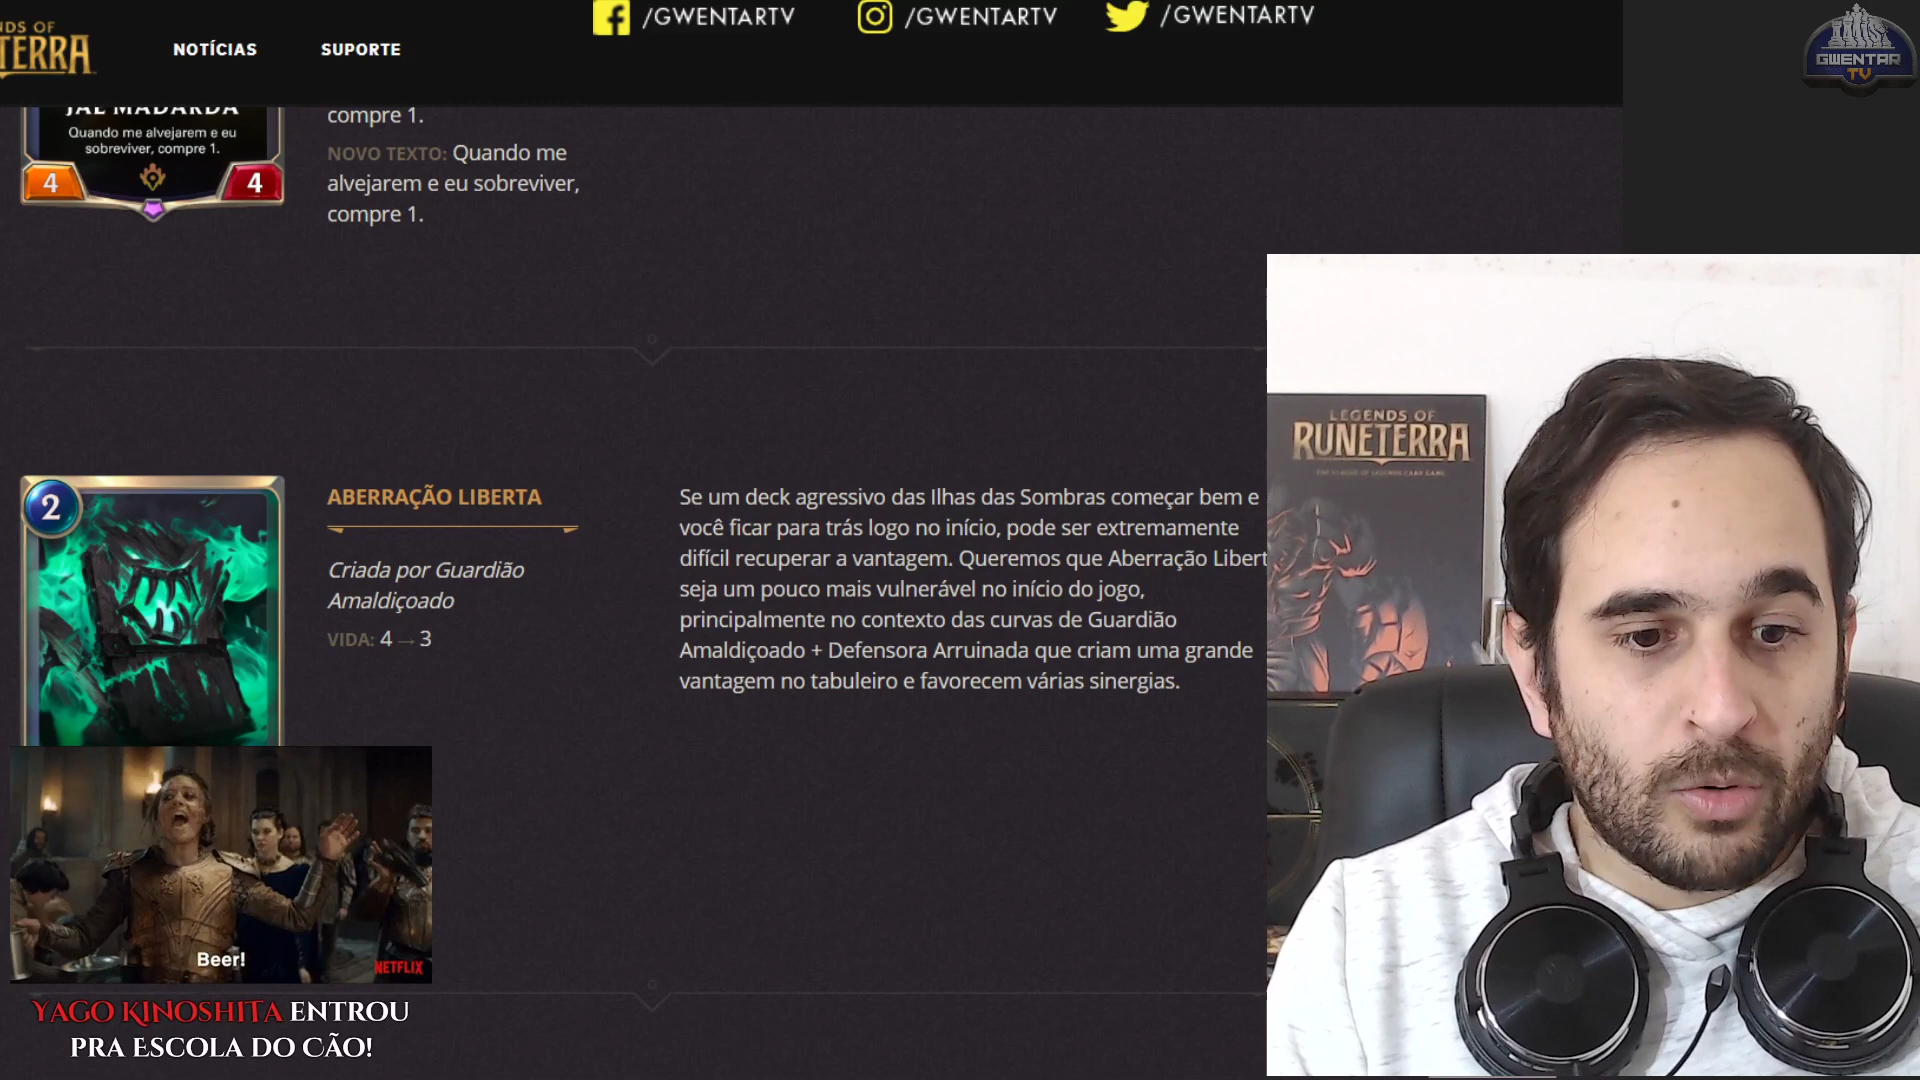 /GWENTARTV
/GWENTARTV
/GWENTARTV
GWENTAR
TV
NDS OF
TERRA
NOTÍCIAS
SUPORTE
JAE MADARDA
Quando me alvejarem e eu
sobreviver, compre 1.
4
4
compre 1.
NOVO TEXTO: Quando me
alvejarem e eu sobreviver,
compre 1.
2
ABERRAÇÃO LIBERTA
Criada por Guardião
Amaldiçoado
VIDA: 4 → 3
Se um deck agressivo das Ilhas das Sombras começar bem e
você ficar para trás logo no início, pode ser extremamente
difícil recuperar a vantagem. Queremos que Aberração Libert
seja um pouco mais vulnerável no início do jogo,
principalmente no contexto das curvas de Guardião
Amaldiçoado + Defensora Arruinada que criam uma grande
vantagem no tabuleiro e favorecem várias sinergias.
LEGENDS OF
RUNETERRA
Beer!
NETFLIX
YAGO KINOSHITA ENTROU
PRA ESCOLA DO CÃO!